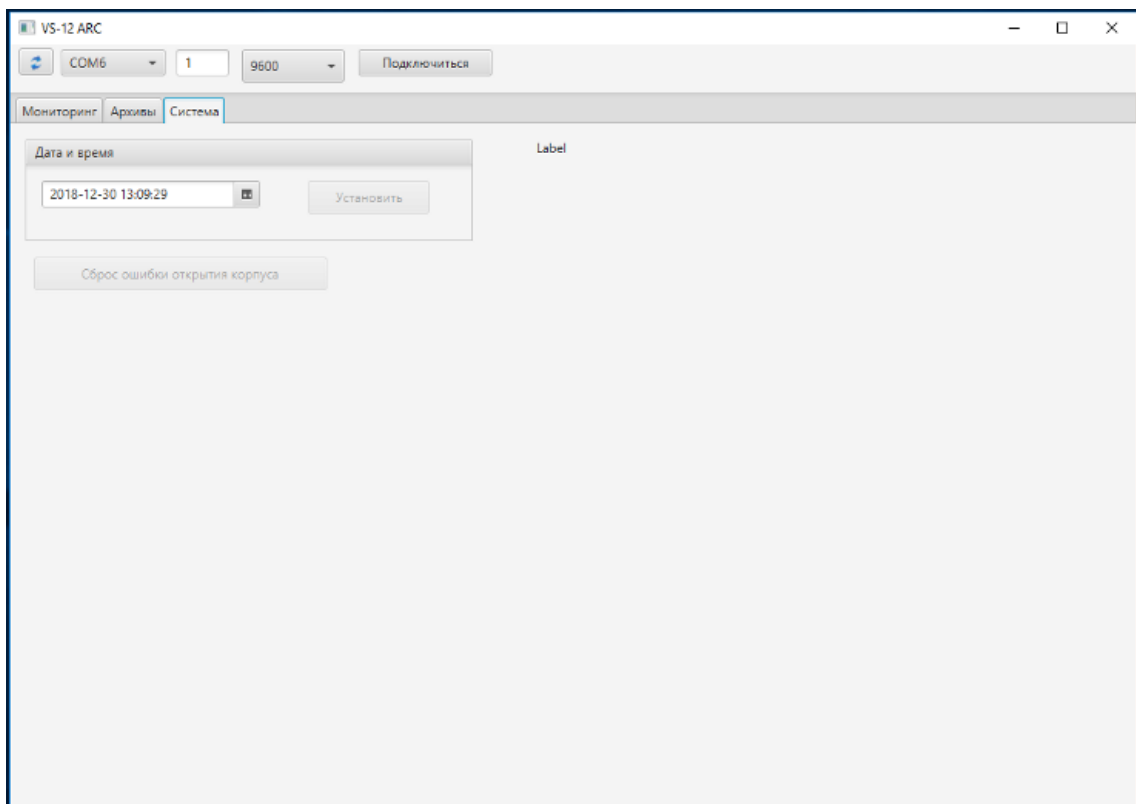 VS-12 ARC
COM6 1 9600 Подключиться
Мониторинг Архивы Система
Дата и время
Label
2018-12-30 13:09:29 Установить
Сброс ошибки открытия корпуса